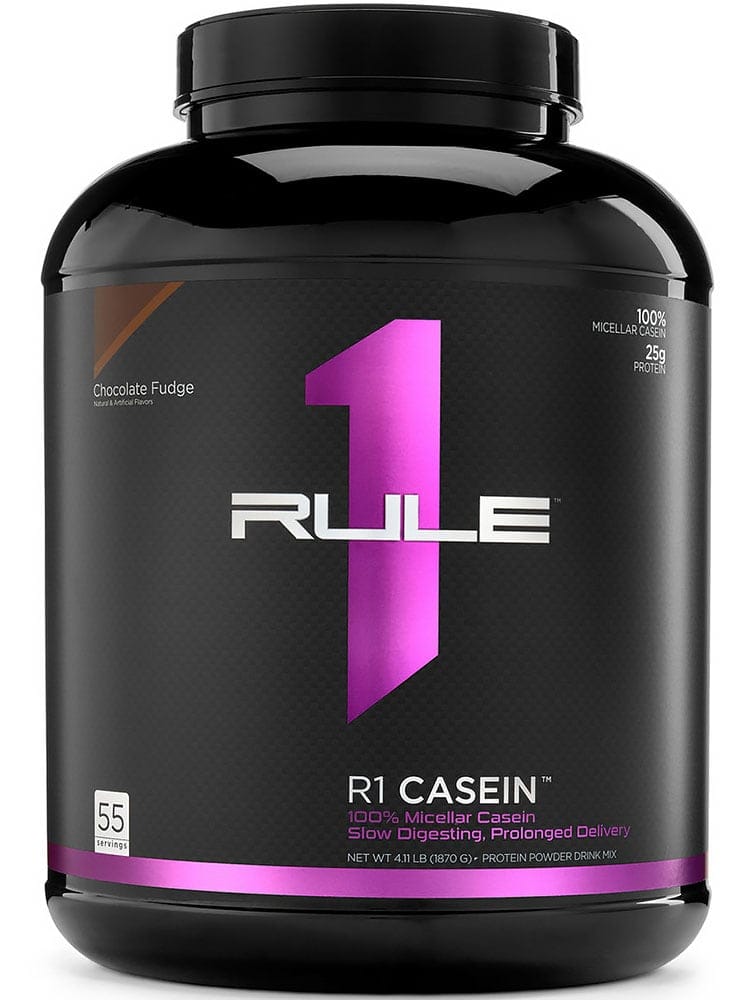 100%
MICELLAR CASEIN
25g
PROTEIN
Chocolate Fudge
Natural & Artificial Flavors
1
RULE™
R1 CASEIN™
100% Micellar Casein
Slow Digesting, Prolonged Delivery
55
servings
NET WT 4.11 LB (1870 G) • PROTEIN POWDER DRINK MIX